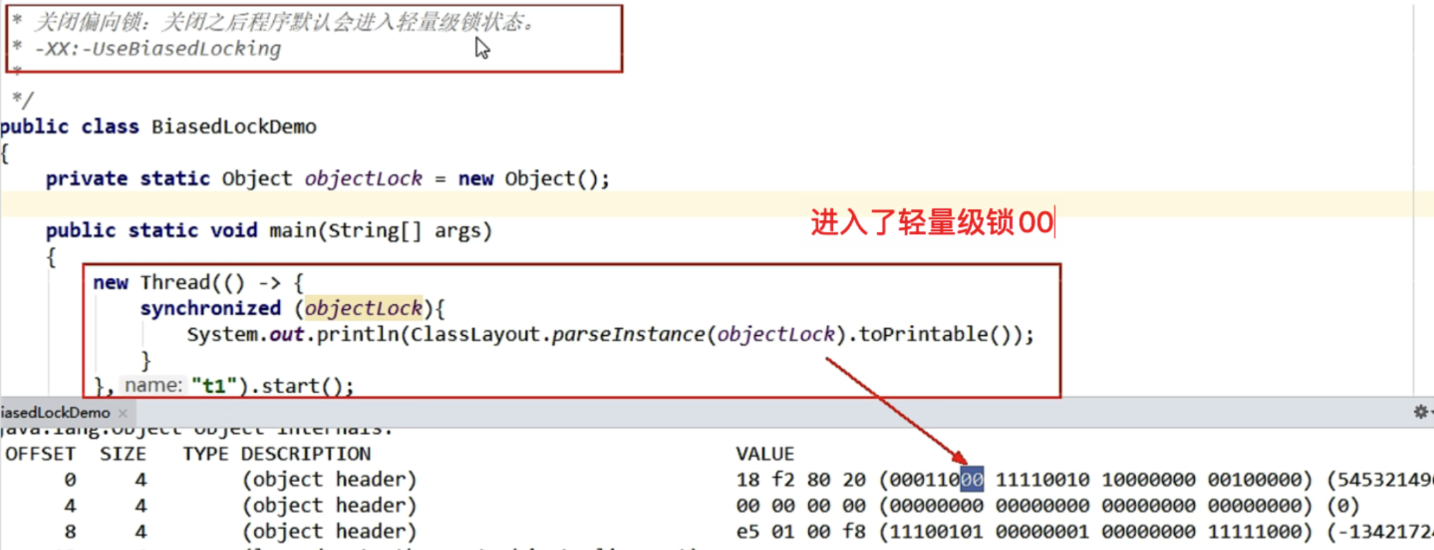 * 关闭偏向锁：关闭之后程序默认会进入轻量级锁状态。
* -XX:-UseBiasedLocking
*
*/
public class BiasedLockDemo
{
private static Object objectLock = new Object();
进入了轻量级锁00
public static void main(String[] args)
{
new Thread(() -> {
synchronized (objectLock){
System.out.println(ClassLayout.parseInstance(objectLock).toPrintable());
}
}, name: "t1").start();
iasedLockDemo ×
java.lang.Object object internals:
OFFSET SIZE TYPE DESCRIPTION VALUE
0 4 (object header) 18 f2 80 20 (00011000 11110010 10000000 00100000) (545321496
4 4 (object header) 00 00 00 00 (00000000 00000000 00000000 00000000) (0)
8 4 (object header) e5 01 00 f8 (11100101 00000001 00000000 11111000) (-13421724